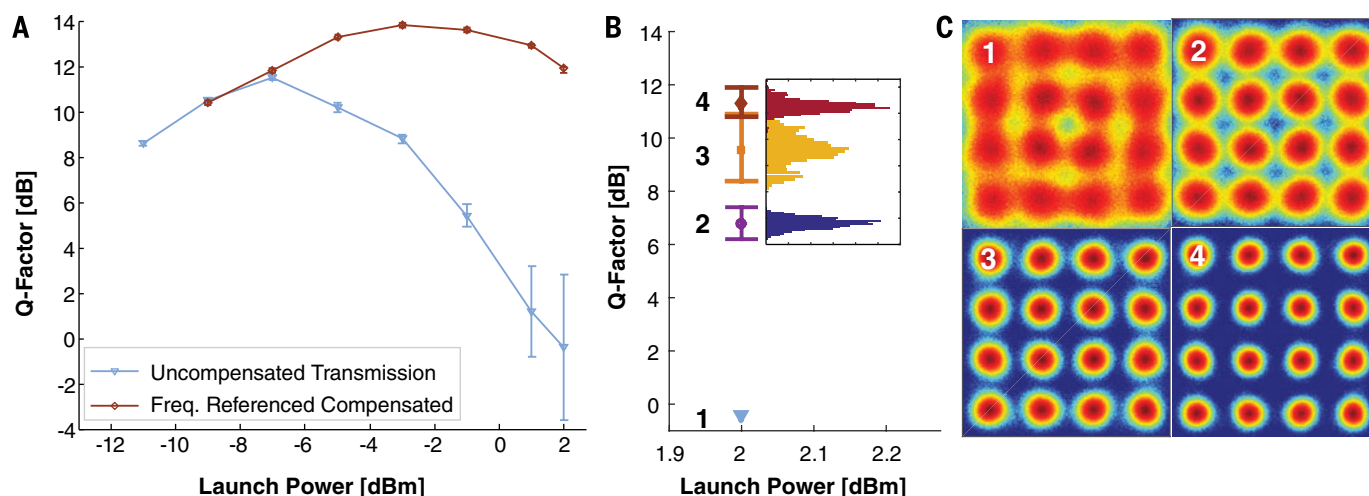 A
14
12
10
8
6
4
2
0
-2
-4
Q-Factor [dB]
Uncompensated Transmission
Freq. Referenced Compensated
-12 -10 -8 -6 -4 -2 0 2
Launch Power [dBm]
B
14
12
10
8
6
4
2
0
Q-Factor [dB]
4
3
2
1
1.9 2 2.1 2.2
Launch Power [dBm]
C
1 2
3 4